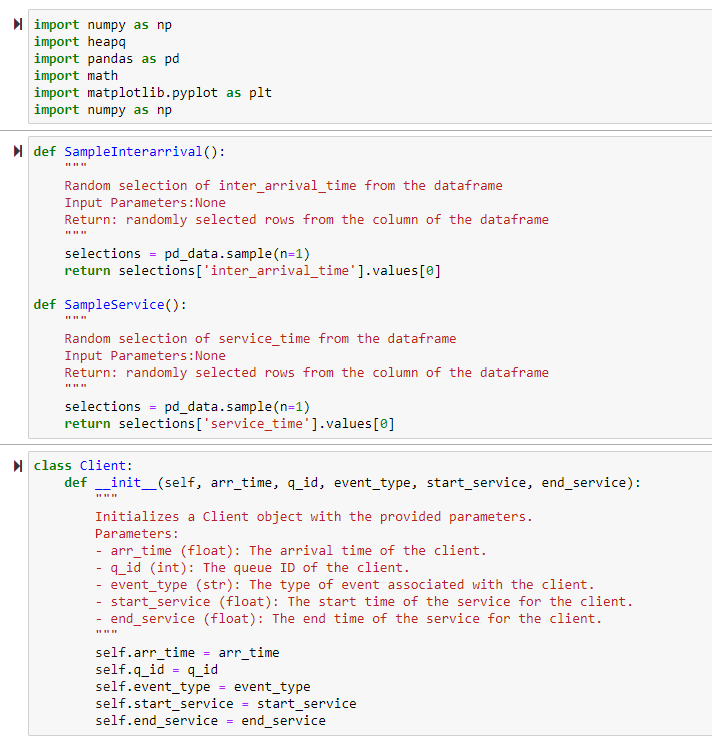 import numpy as np
import heapq
import pandas as pd
import math
import matplotlib.pyplot as plt
import numpy as np
def SampleInterarrival():
    """
    Random selection of inter_arrival_time from the dataframe
    Input Parameters:None
    Return: randomly selected rows from the column of the dataframe
    """
    selections = pd_data.sample(n=1)
    return selections['inter_arrival_time'].values[0]

def SampleService():
    """
    Random selection of service_time from the dataframe
    Input Parameters:None
    Return: randomly selected rows from the column of the dataframe
    """
    selections = pd_data.sample(n=1)
    return selections['service_time'].values[0]
class Client:
    def __init__(self, arr_time, q_id, event_type, start_service, end_service):
        """
        Initializes a Client object with the provided parameters.
        Parameters:
        - arr_time (float): The arrival time of the client.
        - q_id (int): The queue ID of the client.
        - event_type (str): The type of event associated with the client.
        - start_service (float): The start time of the service for the client.
        - end_service (float): The end time of the service for the client.
        """
        self.arr_time = arr_time
        self.q_id = q_id
        self.event_type = event_type
        self.start_service = start_service
        self.end_service = end_service